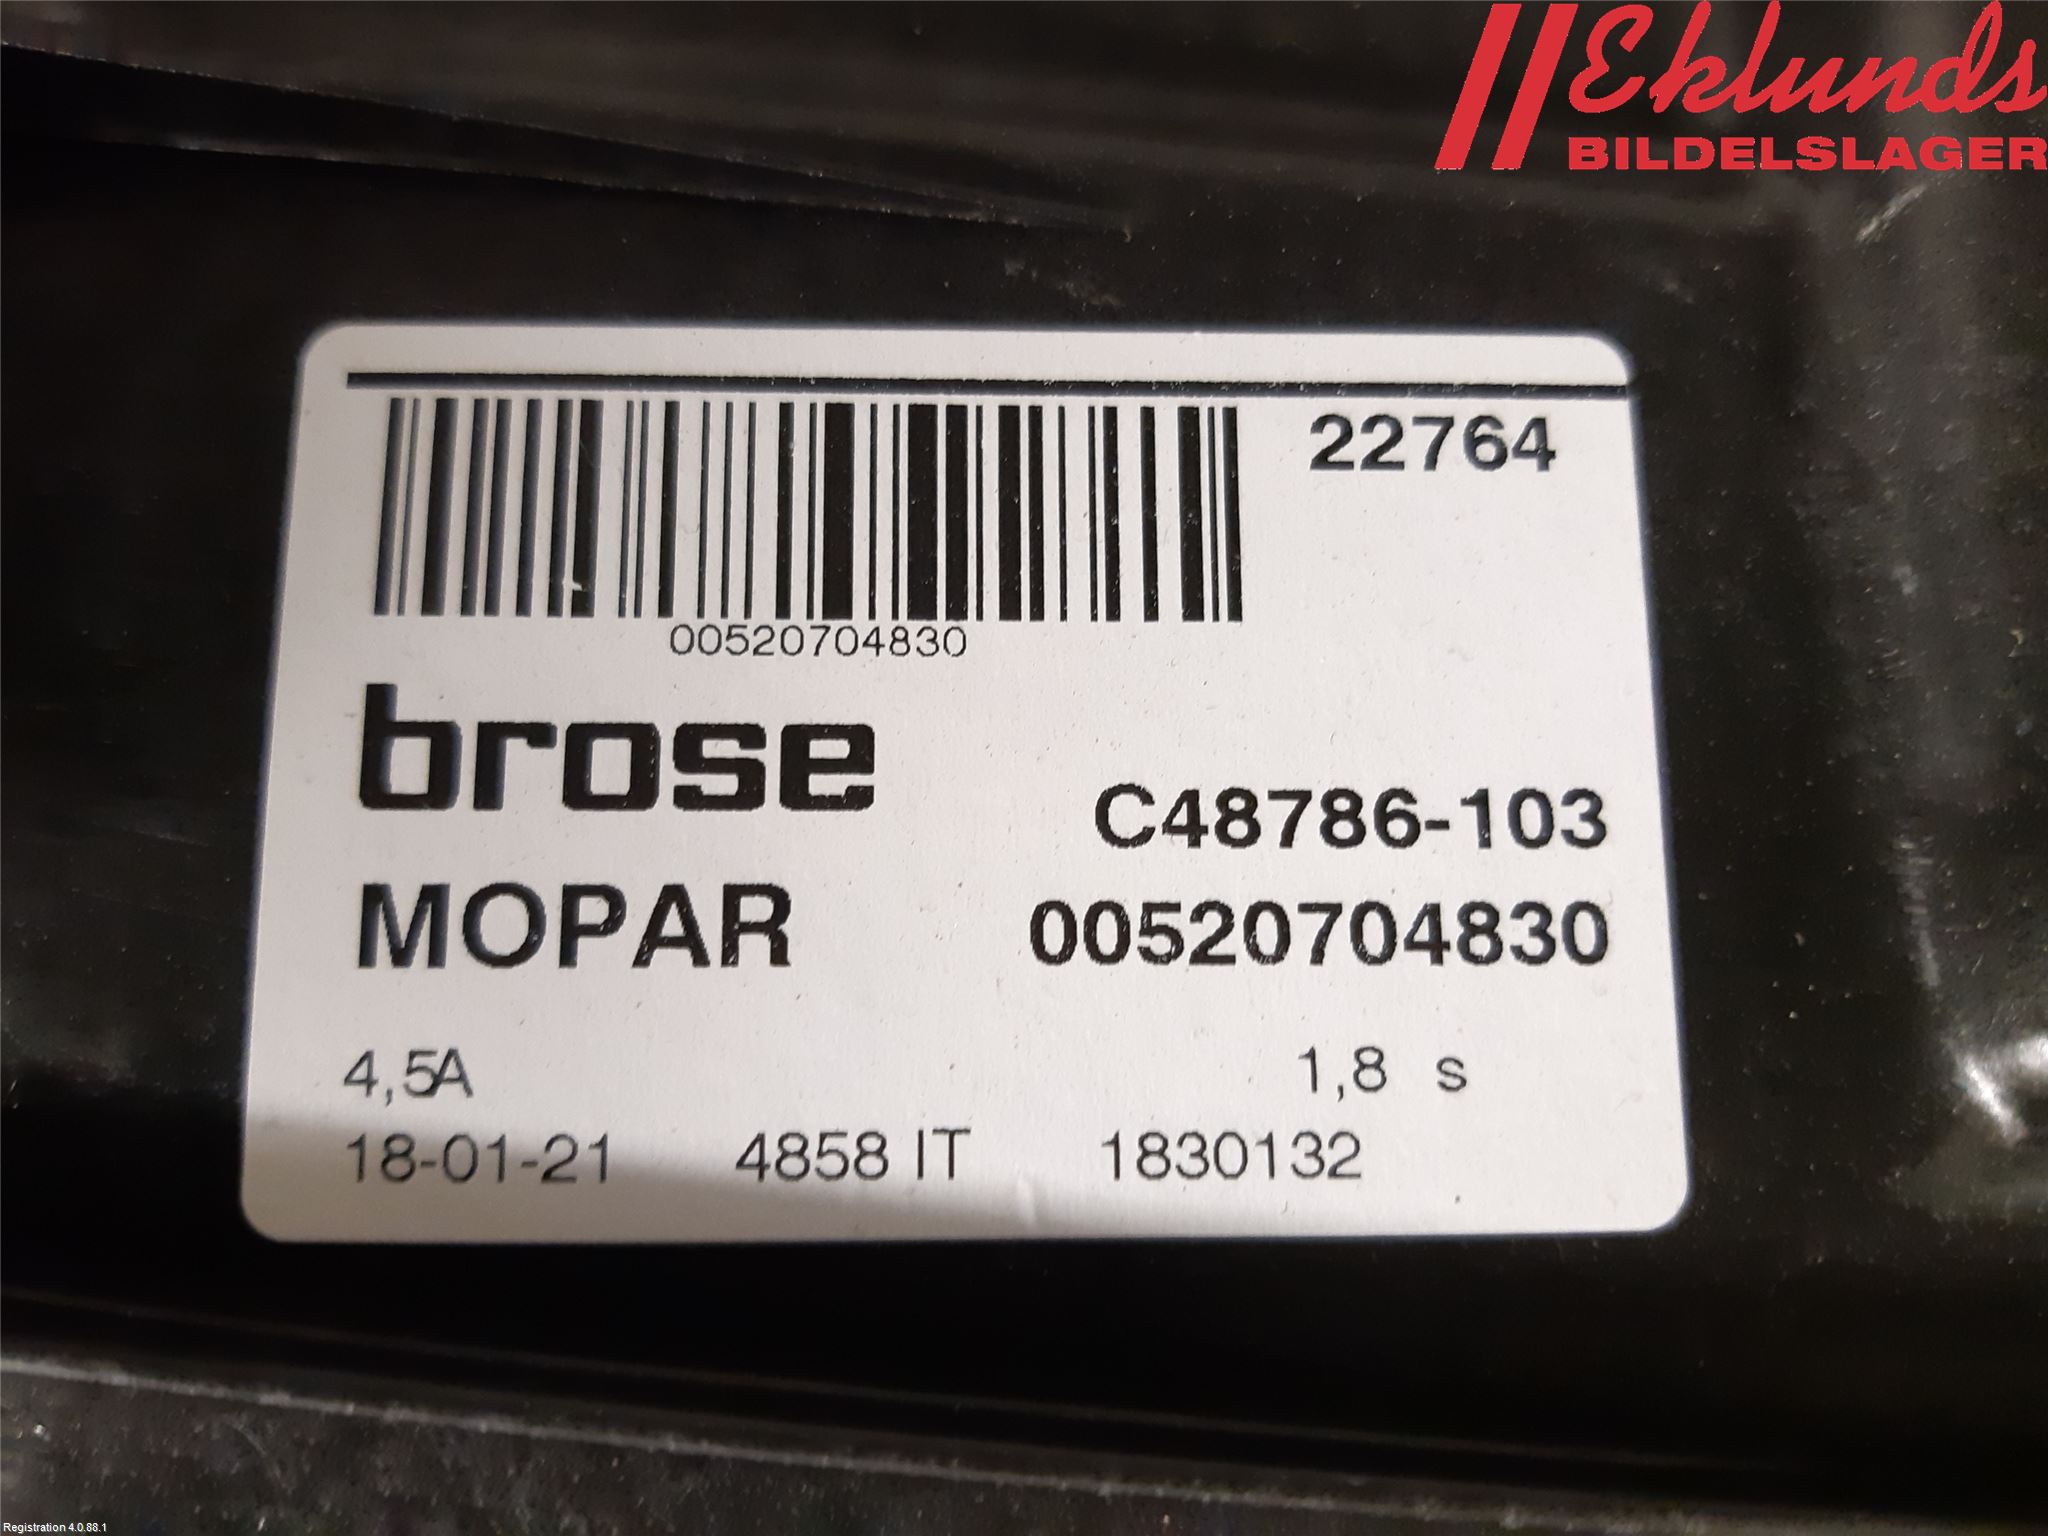 Eklunds
BILDELSLAGER
22764
00520704830
brose
C48786-103
MOPAR 00520704830
4,5A 1,8 s
18-01-21 4858 IT 1830132
Registration 4.0.88.1